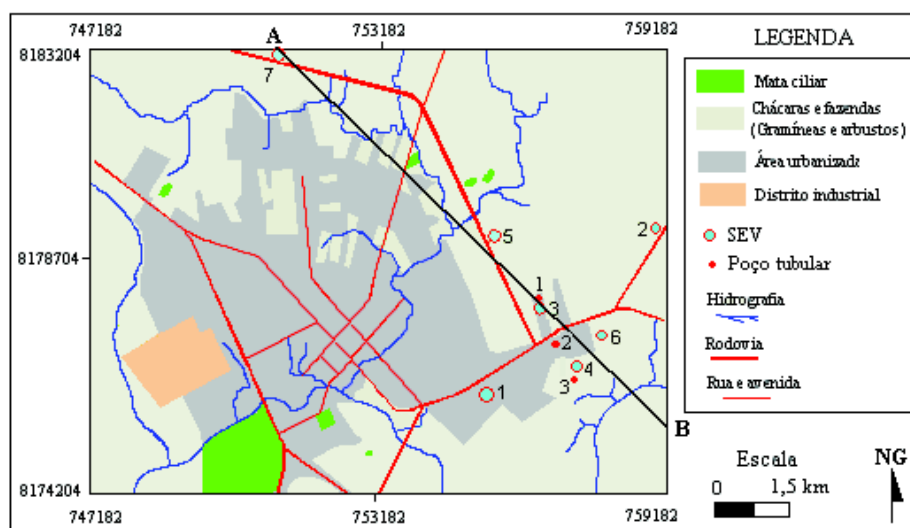 747182 753182 759182
8183204
A
7
5
2
8178704
1
3
2
6
4
3
1
B
8174204
747182 753182 759182
LEGENDA
Mata ciliar
Chácaras e fazendas
(Gramíneas e arbustos)
Área urbanizada
Distrito industrial
SEV
Poço tubular
Hidrografia
Rodovia
Rua e avenida
Escala
0 1,5 km
NG